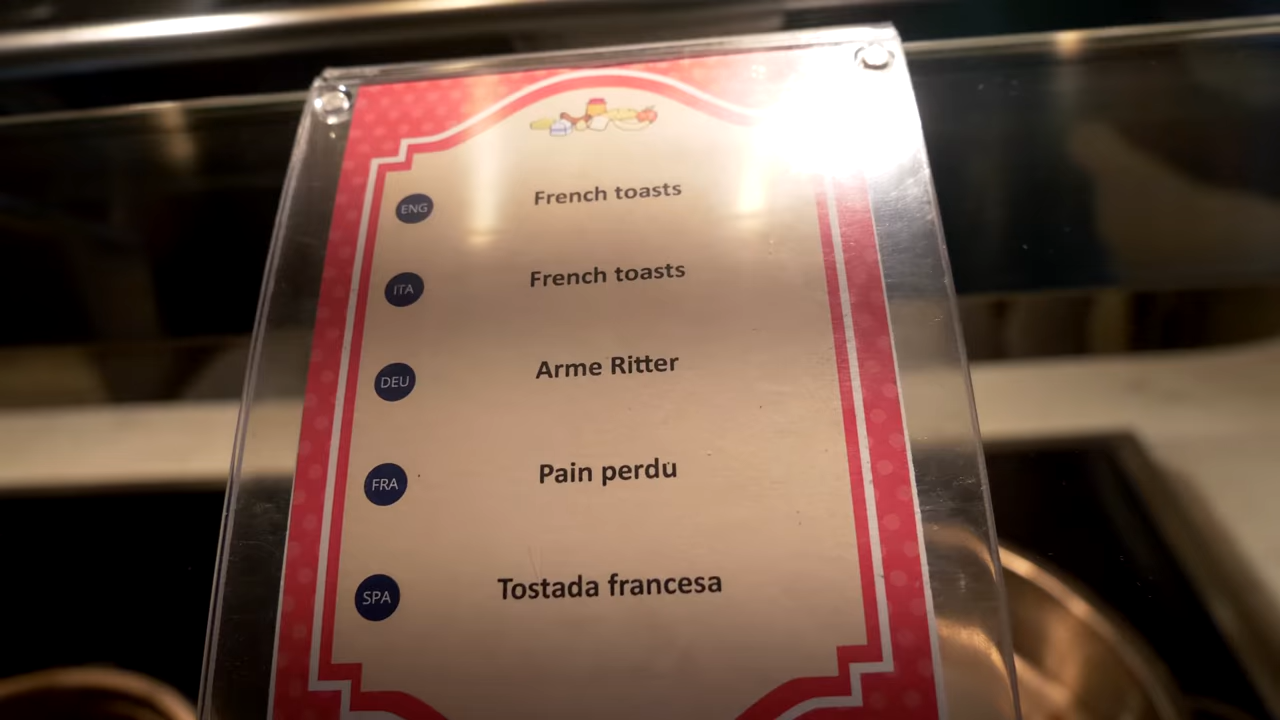 ENG French toasts
ITA French toasts
DEU Arme Ritter
FRA Pain perdu
SPA Tostada francesa